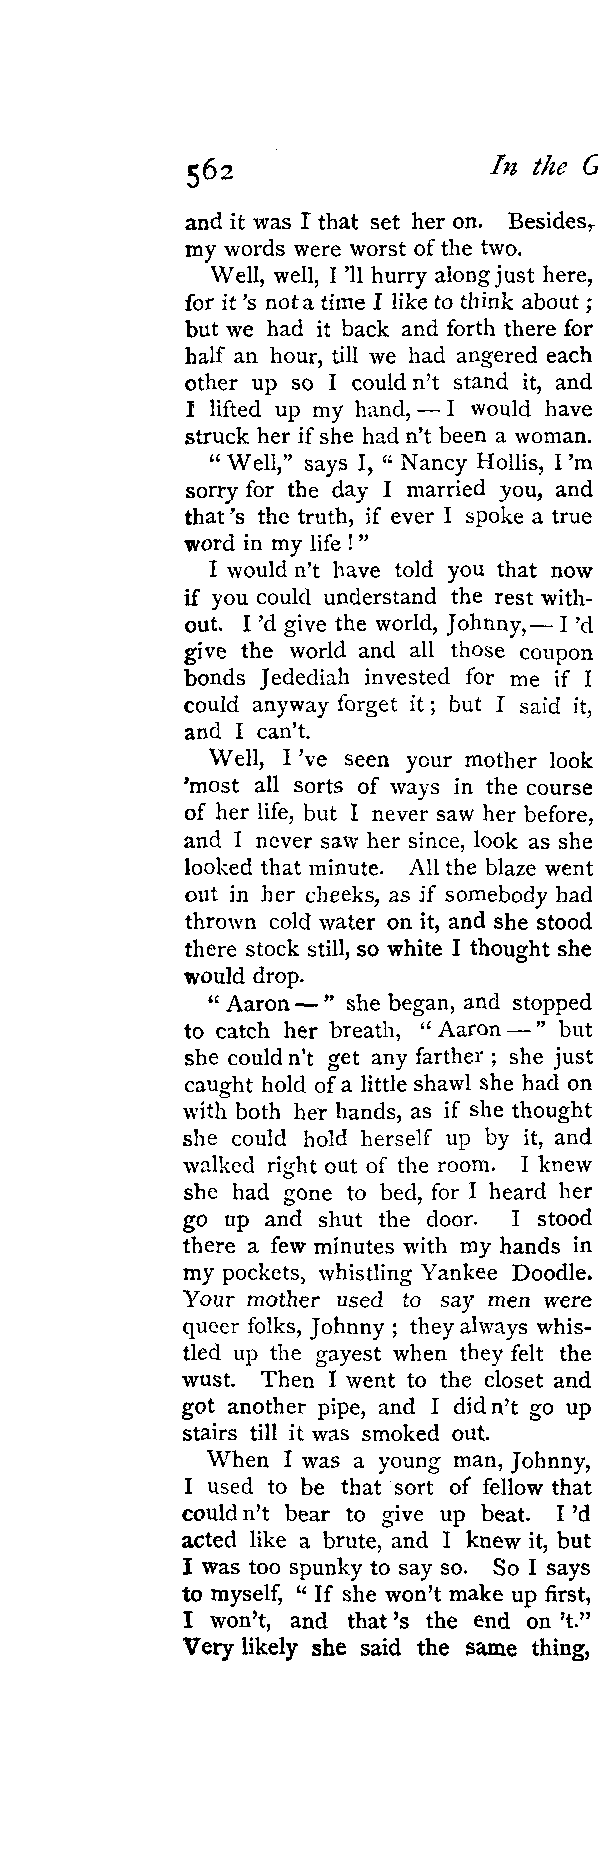 562
In the G
and it was I that set her on. Besides,
my words were worst of the two.
Well, well, I 'll hurry along just here,
for it 's not a time I like to think about ;
but we had it back and forth there for
half an hour, till we had angered each
other up so I could n't stand it, and
I lifted up my hand, — I would have
struck her if she had n't been a woman.
“ Well,” says I, “ Nancy Hollis, I 'm
sorry for the day I married you, and
that 's the truth, if ever I spoke a true
word in my life ! ”
I would n't have told you that now
if you could understand the rest with-
out. I 'd give the world, Johnny, — I 'd
give the world and all those coupon
bonds Jedediah invested for me if I
could anyway forget it ; but I said it,
and I can't.
Well, I 've seen your mother look
'most all sorts of ways in the course
of her life, but I never saw her before,
and I never saw her since, look as she
looked that minute. All the blaze went
out in her cheeks, as if somebody had
thrown cold water on it, and she stood
there stock still, so white I thought she
would drop.
“ Aaron — ” she began, and stopped
to catch her breath, “ Aaron — ” but
she could n't get any farther ; she just
caught hold of a little shawl she had on
with both her hands, as if she thought
she could hold herself up by it, and
walked right out of the room. I knew
she had gone to bed, for I heard her
go up and shut the door. I stood
there a few minutes with my hands in
my pockets, whistling Yankee Doodle.
Your mother used to say men were
queer folks, Johnny ; they always whis-
tled up the gayest when they felt the
wust. Then I went to the closet and
got another pipe, and I did n't go up
stairs till it was smoked out.
When I was a young man, Johnny,
I used to be that sort of fellow that
could n't bear to give up beat. I 'd
acted like a brute, and I knew it, but
I was too spunky to say so. So I says
to myself, “ If she won't make up first,
I won't, and that 's the end on 't.”
Very likely she said the same thing,